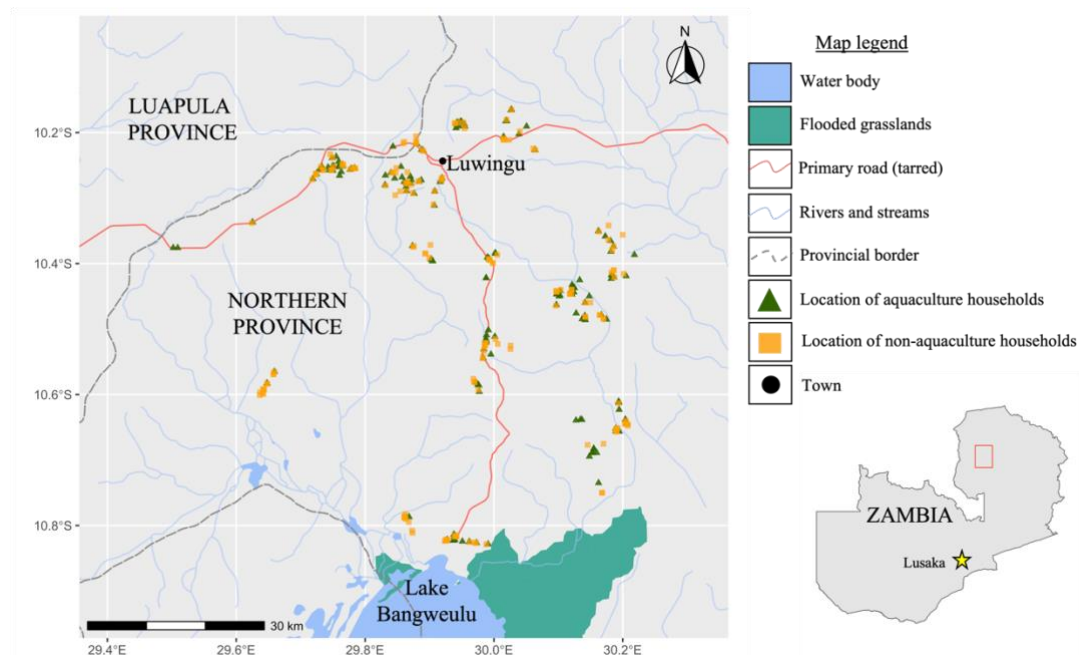 N
LUAPULA
PROVINCE
Luwingu
NORTHERN
PROVINCE
Lake
Bangweulu
30 km
10.2°S
10.4°S
10.6°S
10.8°S
29.4°E
29.6°E
29.8°E
30.0°E
30.2°E
Map legend
Water body
Flooded grasslands
Primary road (tarred)
Rivers and streams
Provincial border
Location of aquaculture households
Location of non-aquaculture households
Town
ZAMBIA
Lusaka